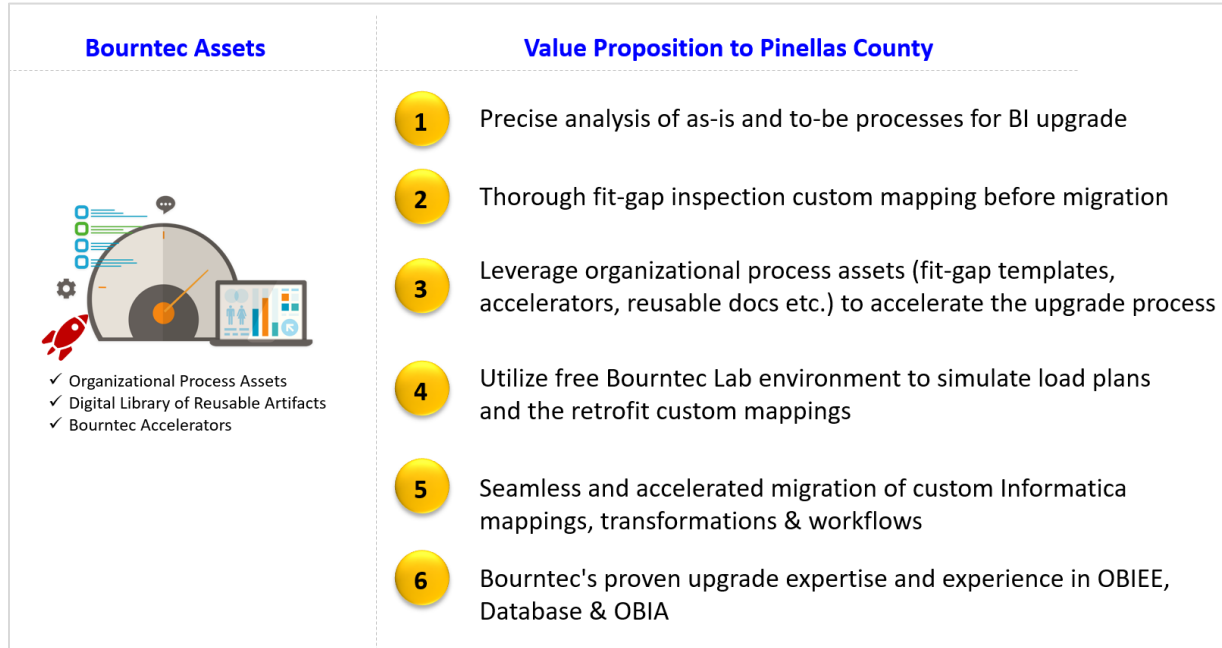 Bourntec Assets
Value Proposition to Pinellas County
✓ Organizational Process Assets
✓ Digital Library of Reusable Artifacts
✓ Bourntec Accelerators
1 Precise analysis of as-is and to-be processes for BI upgrade
2 Thorough fit-gap inspection custom mapping before migration
3 Leverage organizational process assets (fit-gap templates,
accelerators, reusable docs etc.) to accelerate the upgrade process
4 Utilize free Bourntec Lab environment to simulate load plans
and the retrofit custom mappings
5 Seamless and accelerated migration of custom Informatica
mappings, transformations & workflows
6 Bourntec's proven upgrade expertise and experience in OBIEE,
Database & OBIA